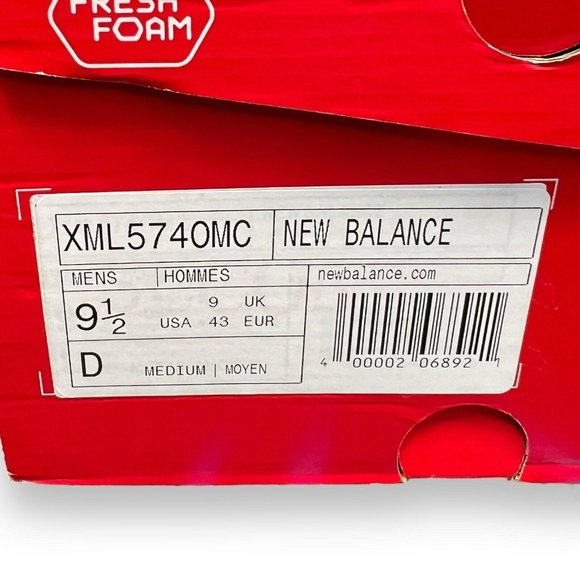 FRESH
FOAM
XML574OMC NEW BALANCE
MENS HOMMES newbalance.com
9½ USA 9 UK
43 EUR
D MEDIUM | MOYEN
4 00002 06892 1